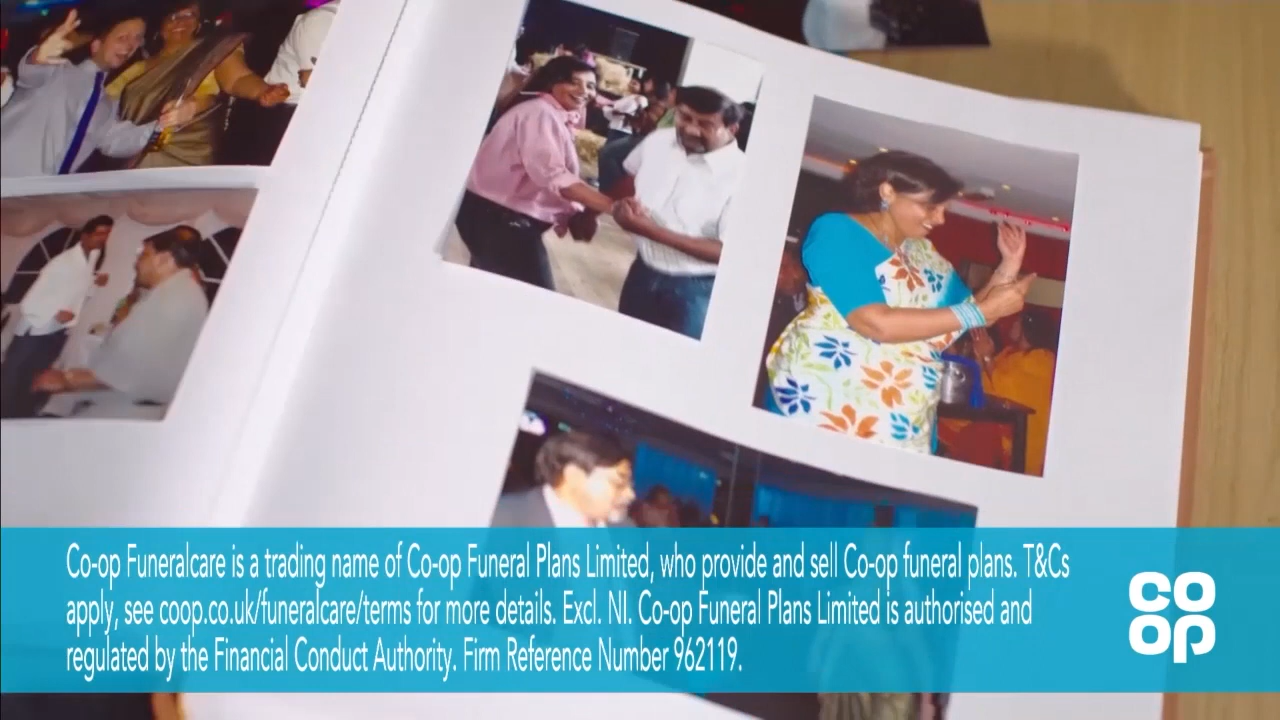 Co-op Funeralcare is a trading name of Co-op Funeral Plans Limited, who provide and sell Co-op funeral plans. T&Cs
apply, see coop.co.uk/funeralcare/terms for more details. Excl. NI. Co-op Funeral Plans Limited is authorised and
regulated by the Financial Conduct Authority. Firm Reference Number 962119.
CO
OP